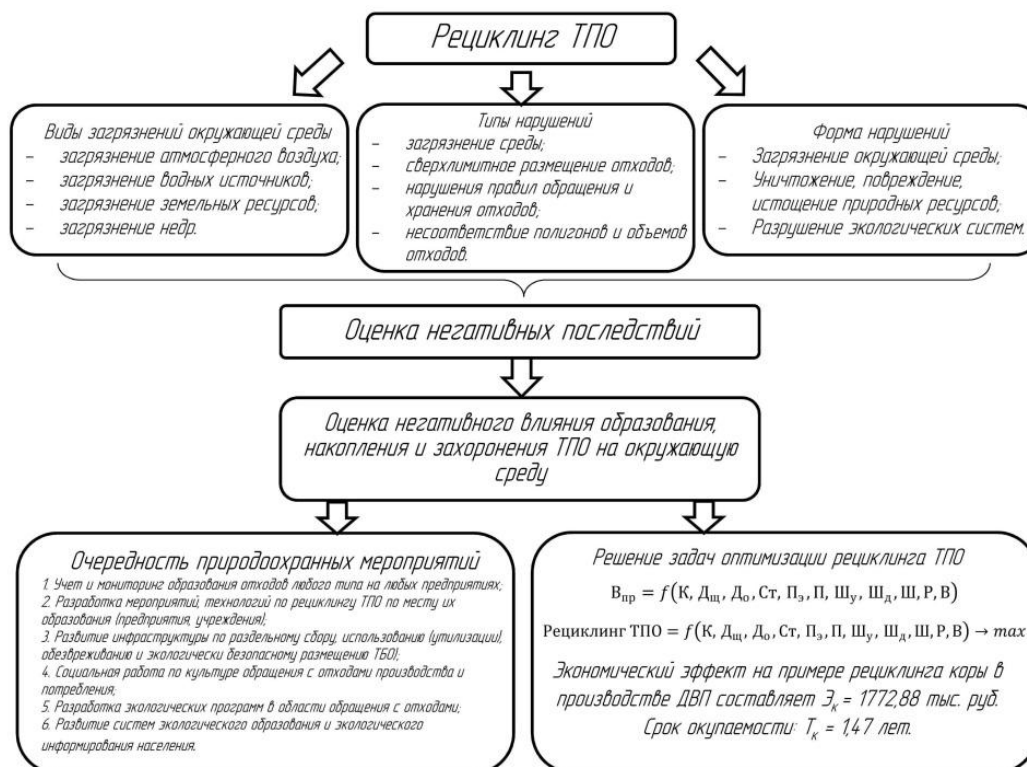 Рециклинг ТПО
Виды загрязнений окружающей среды
- загрязнение атмосферного воздуха;
- загрязнение водных источников;
- загрязнение земельных ресурсов;
- загрязнение недр.
Типы нарушений
- загрязнение среды;
- сверхлимитное размещение отходов;
- нарушения правил обращения и
хранения отходов;
- несоответствие полигонов и объемов
отходов.
Форма нарушений
- Загрязнение окружающей среды;
- Уничтожение, повреждение,
истощение природных ресурсов;
- Разрушение экологических систем.
Оценка негативных последствий
Оценка негативного влияния образования,
накопления и захоронения ТПО на окружающую
среду
Очередность природоохранных мероприятий
1. Учет и мониторинг образования отходов любого типа на любых предприятиях;
2. Разработка мероприятий, технологий по рециклингу ТПО по месту их
образования (предприятия, учреждения);
3. Развитие инфраструктуры по раздельному сбору, использованию (утилизации),
обезвреживанию и экологически безопасному размещению ТБО);
4. Социальная работа по культуре обращения с отходами производства и
потребления;
5. Разработка экологических программ в области обращения с отходами;
6. Развитие систем экологического образования и экологического
информирования населения.
Решение задач оптимизации рециклинга ТПО
Впр = f(К, Дщ, До, Ст, Пэ, П, Шу, Шд, Ш, Р, В)
Рециклинг ТПО = f(К, Дщ, До, Ст, Пэ, П, Шу, Шд, Ш, Р, В) → max
Экономический эффект на примере рециклинга коры в
производстве ДВП составляет Эк = 1772,88 тыс. руб.
Срок окупаемости: Тк = 1,47 лет.